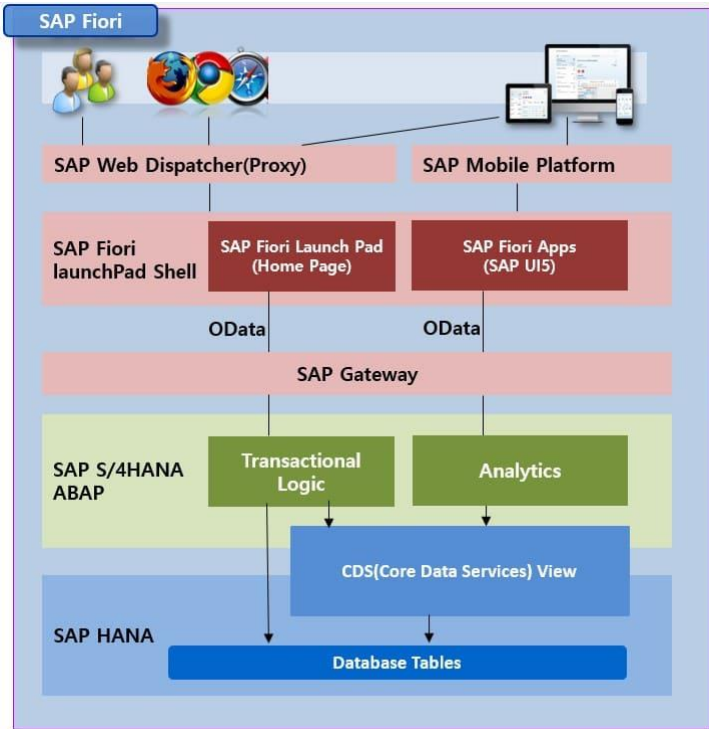 SAP Fiori
SAP Web Dispatcher(Proxy)
SAP Mobile Platform
SAP Fiori
launchPad Shell
SAP Fiori Launch Pad
(Home Page)
SAP Fiori Apps
(SAP UI5)
OData
OData
SAP Gateway
SAP S/4HANA
ABAP
Transactional
Logic
Analytics
CDS(Core Data Services) View
SAP HANA
Database Tables